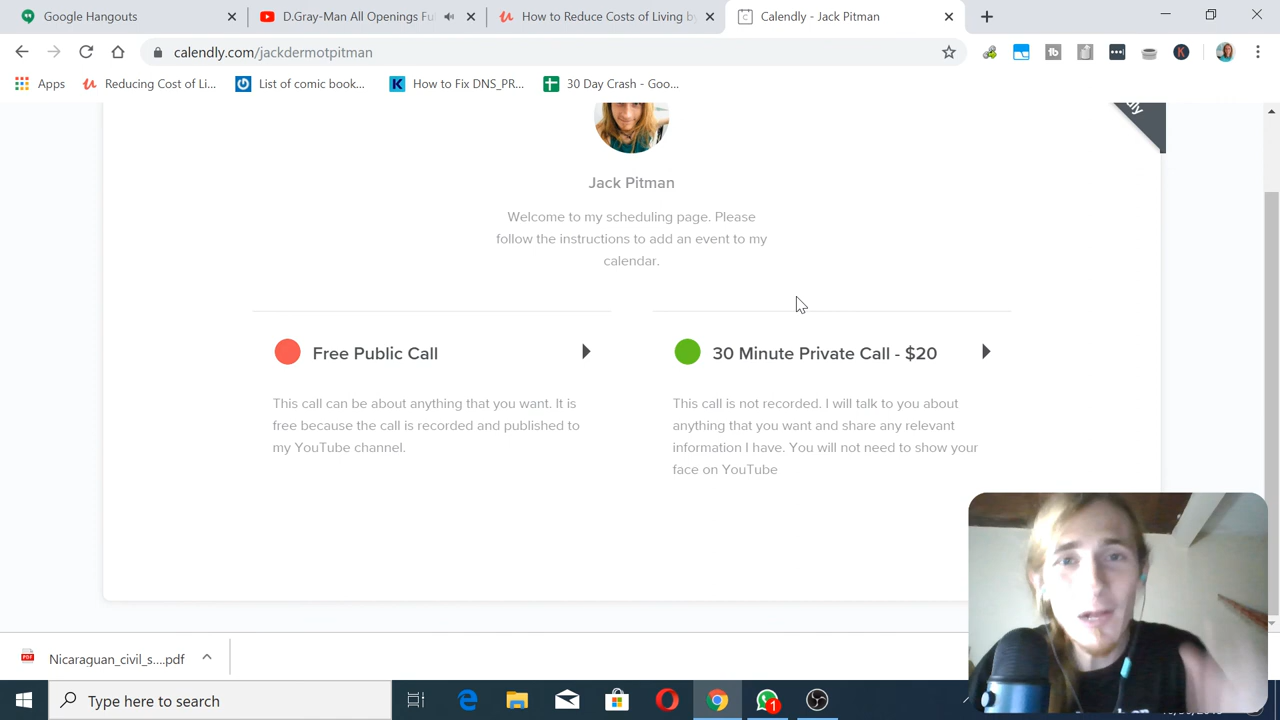 Google Hangouts
D.Gray-Man All Openings Fu
How to Reduce Costs of Living by
Calendly - Jack Pitman
calendly.com/jackdermotpitman
Apps
Reducing Cost of Li...
List of comic book...
How to Fix DNS_PR...
30 Day Crash - Goo...
Jack Pitman
Welcome to my scheduling page. Please
follow the instructions to add an event to my
calendar.
Free Public Call
30 Minute Private Call - $20
This call can be about anything that you want. It is
free because the call is recorded and published to
my YouTube channel.
This call is not recorded. I will talk to you about
anything that you want and share any relevant
information I have. You will not need to show your
face on YouTube
Nicaraguan_civil_s....pdf
Type here to search
1